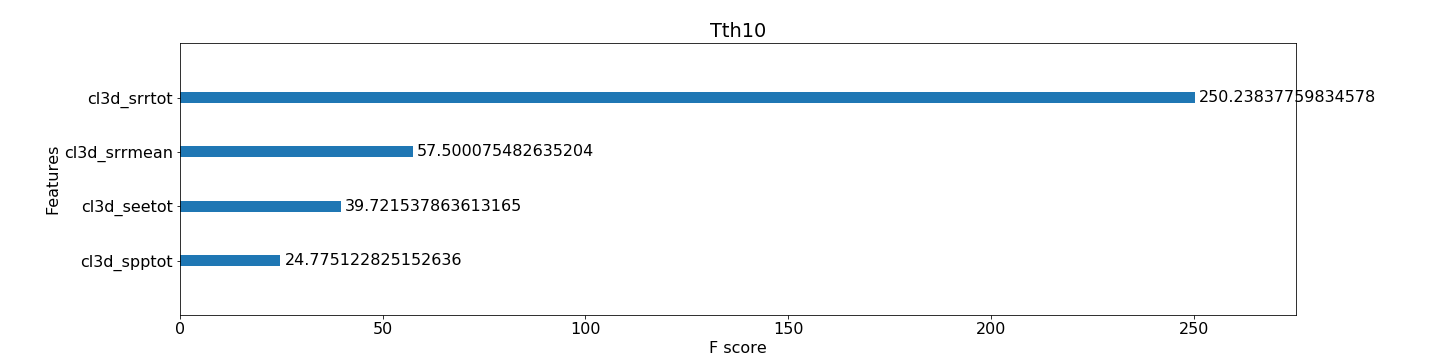 Tth10
cl3d_srrtot 250.23837759834578
cl3d_srrmean 57.500075482635204
cl3d_seetot 39.721537863613165
cl3d_spptot 24.775122825152636
Features
0 50 100 150 200 250
F score